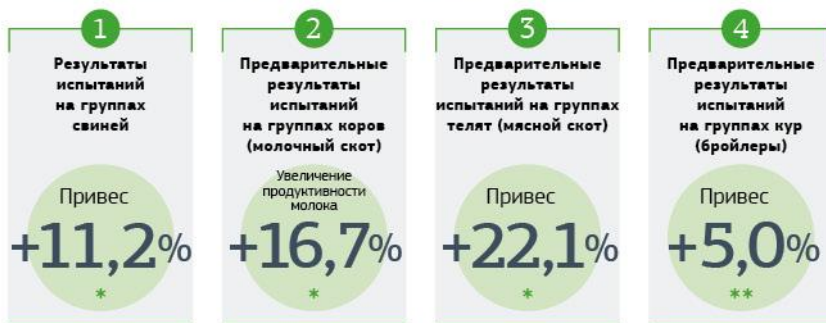 1
Результаты
испытаний
на группах
свиней
Привес
+11,2%
*
2
Предварительные
результаты
испытаний
на группах коров
(молочный скот)
Увеличение
продуктивности
молока
+16,7%
*
3
Предварительные
результаты
испытаний на группах
телят (мясной скот)
Привес
+22,1%
*
4
Предварительные
результаты
испытаний
на группах кур
(бройлеры)
Привес
+5,0%
**